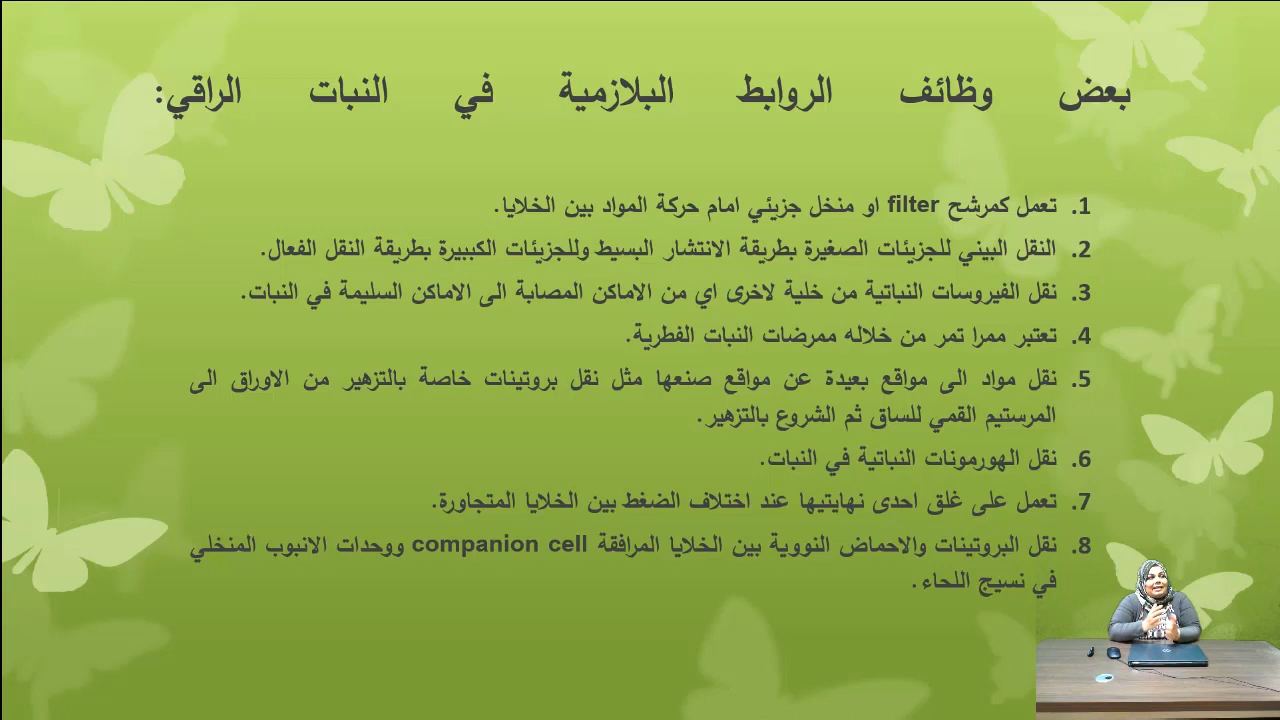 بعض وظائف الروابط البلازمية في النبات الراقي:
1. تعمل كمرشح filter او منخل جزيئي امام حركة المواد بين الخلايا.
2. النقل البيني للجزيئات الصغيرة بطريقة الانتشار البسيط وللجزيئات الكبييرة بطريقة النقل الفعال.
3. نقل الفيروسات النباتية من خلية لاخرى اي من الاماكن المصابة الى الاماكن السليمة في النبات.
4. تعتبر ممرا تمر من خلاله ممرضات النبات الفطرية.
5. نقل مواد الى مواقع بعيدة عن مواقع صنعها مثل نقل بروتينات خاصة بالتزهير من الاوراق الى
المرستيم القمي للساق ثم الشروع بالتزهير.
6. نقل الهورمونات النباتية في النبات.
7. تعمل على غلق احدى نهايتيها عند اختلاف الضغط بين الخلايا المتجاورة.
8. نقل البروتينات والاحماض النووية بين الخلايا المرافقة companion cell ووحدات الانبوب المنخلي
في نسيج اللحاء.